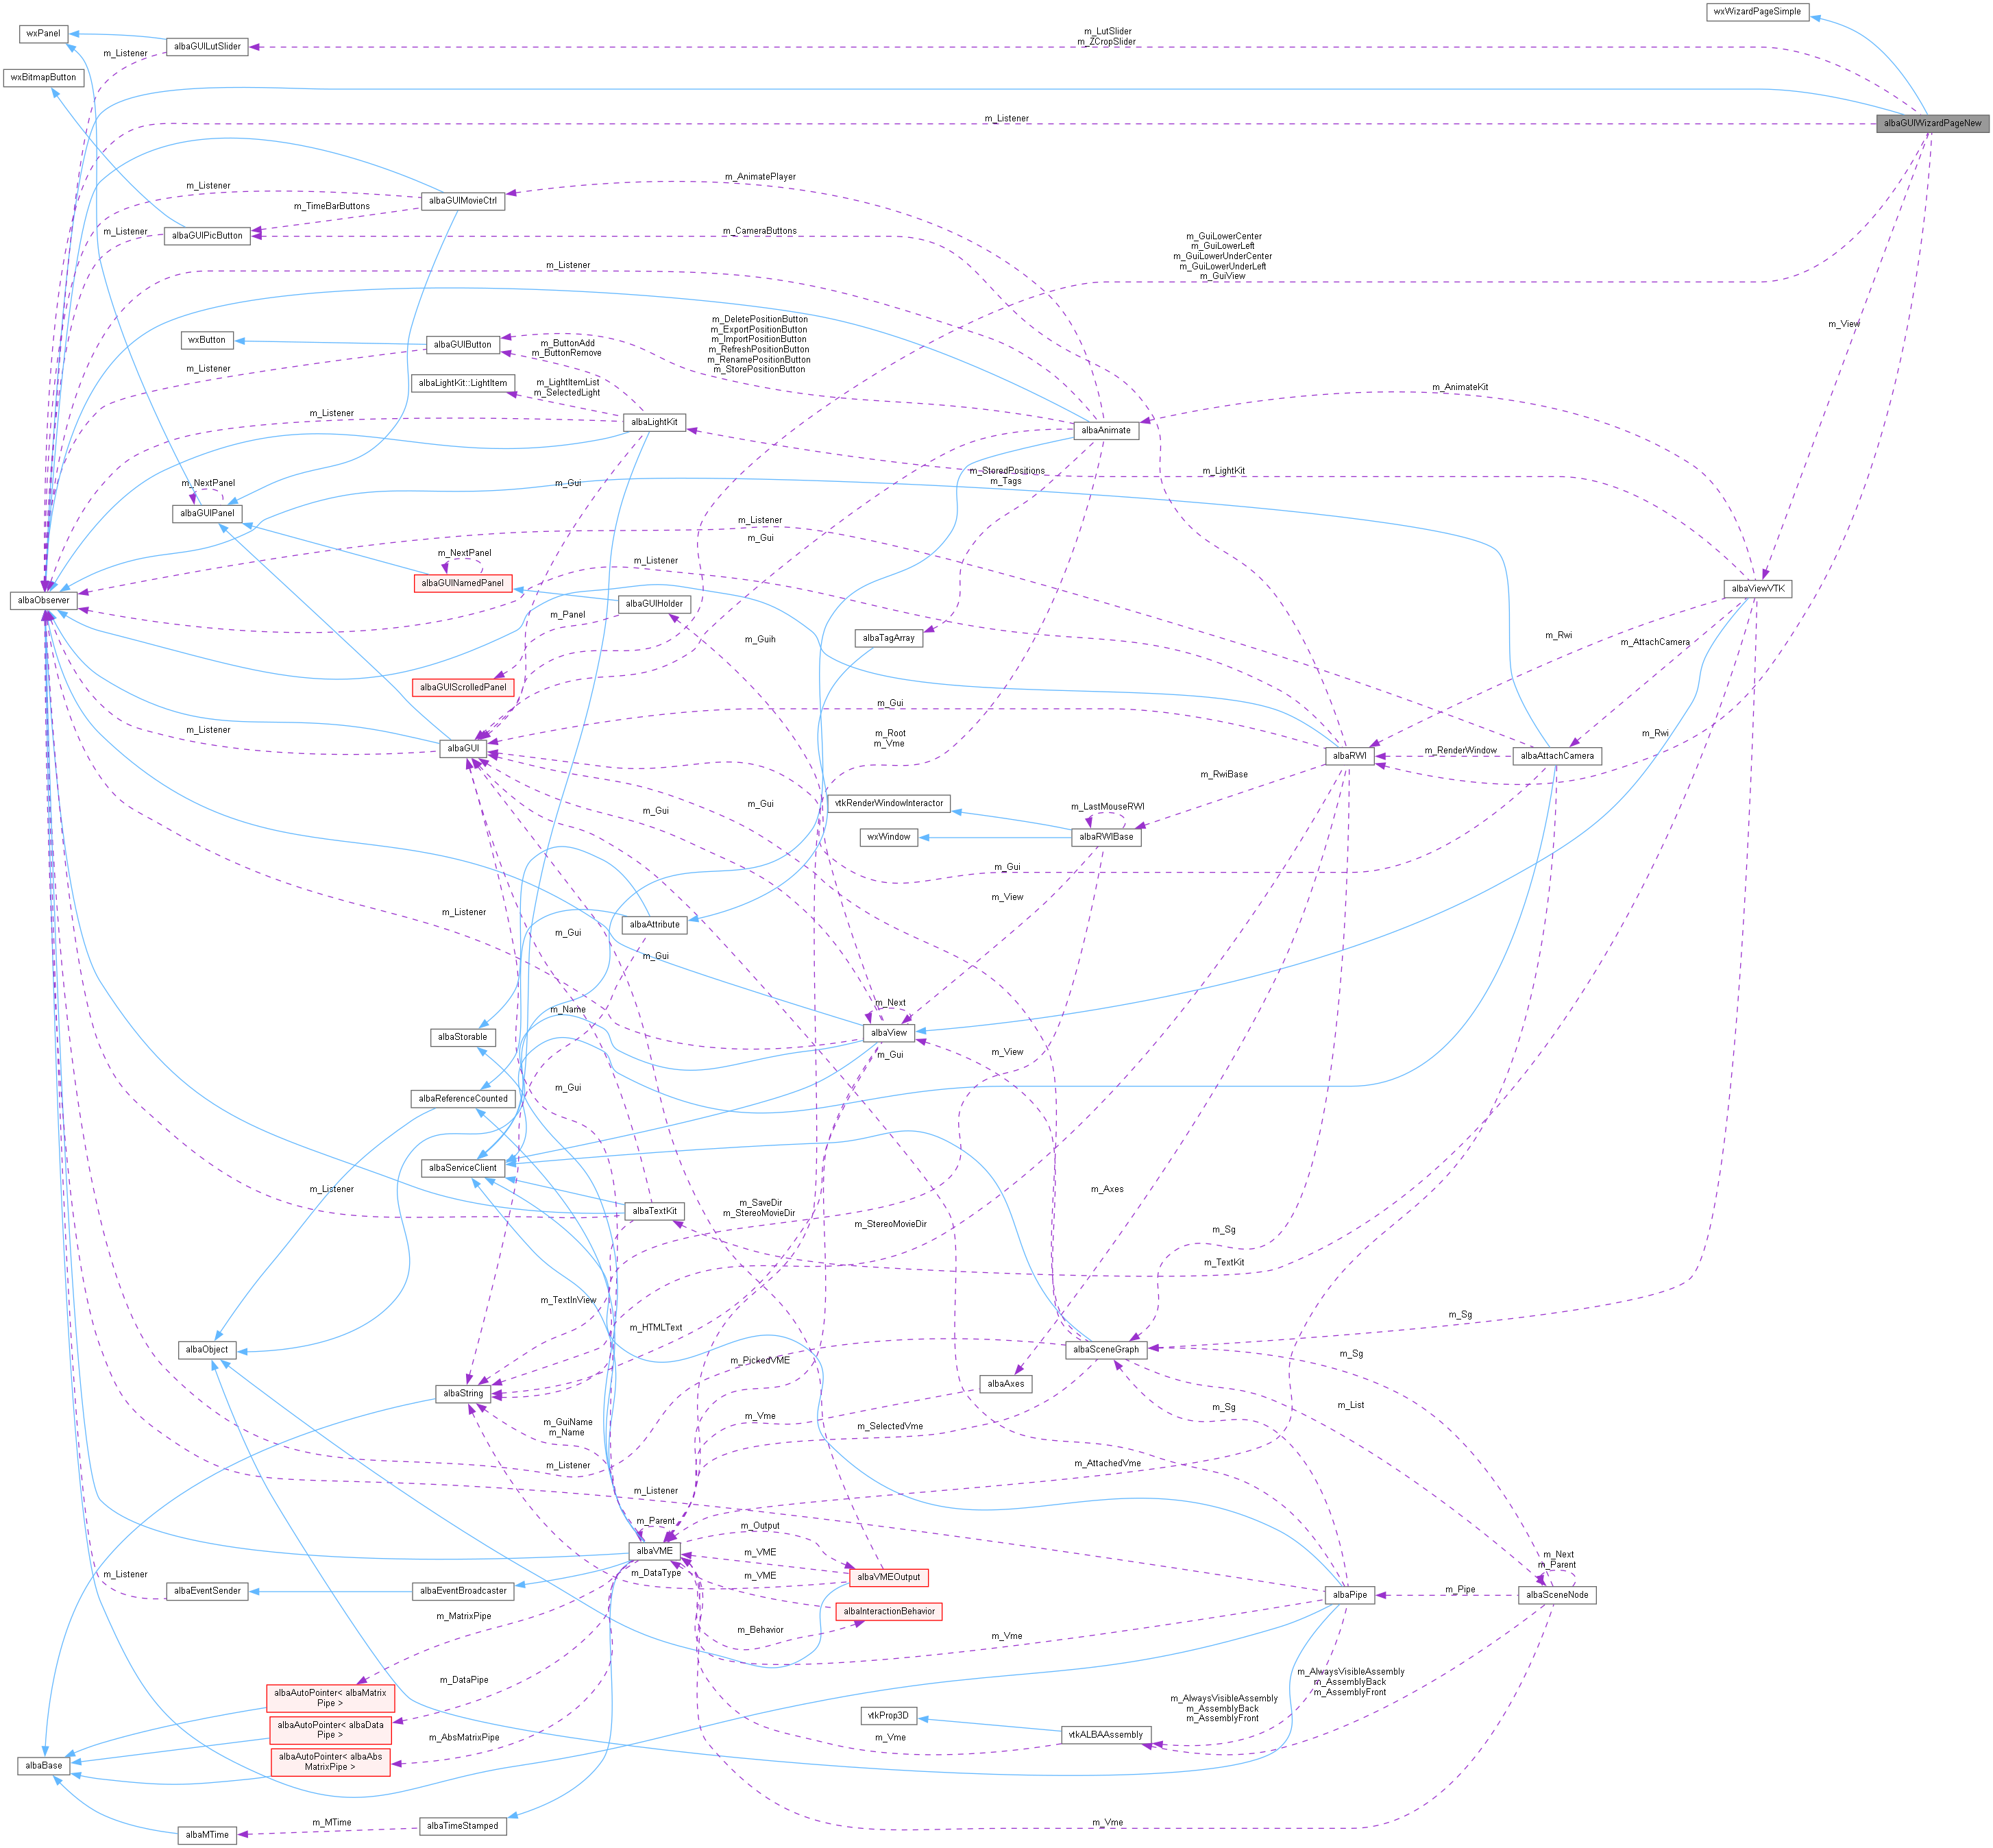 wxWizardPageSimple
wxPanel
albaGUILutSlider
m_LutSlider
m_ZCropSlider
m_Listener
wxBitmapButton
albaGUIWizardPageNew
m_Listener
m_AnimatePlayer
m_Listener
albaGUIMovieCtrl
m_TimeBarButtons
m_Listener
albaGUIPicButton
m_Listener
m_CameraButtons
m_GuiLowerCenter
m_GuiLowerLeft
m_GuiLowerUnderCenter
m_GuiLowerUnderLeft
m_GuiView
m_Listener
m_View
m_DeletePositionButton
m_ExportPositionButton
m_ImportPositionButton
m_RefreshPositionButton
m_RenamePositionButton
m_StorePositionButton
wxButton
albaGUIButton
m_ButtonAdd
m_ButtonRemove
m_Listener
albaLightKit::LightItem
m_LightItemList
m_SelectedLight
m_AnimateKit
m_Listener
albaLightKit
albaAnimate
m_StoredPositions
m_Tags
m_LightKit
m_NextPanel
m_Gui
albaGUIPanel
m_Listener
m_Gui
m_NextPanel
albaGUINamedPanel
m_Listener
albaViewVTK
albaObserver
albaGUIHolder
m_Panel
albaTagArray
m_Guih
m_Rwi
m_AttachCamera
albaGUIScrolledPanel
m_Gui
m_Listener
albaGUI
m_Root
m_Vme
m_Rwi
albaRWI
m_RenderWindow
albaAttachCamera
m_RwiBase
m_Gui
m_Gui
vtkRenderWindowInteractor
m_LastMouseRWI
wxWindow
albaRWIBase
m_Gui
m_View
m_Listener
albaAttribute
m_Gui
m_Gui
m_Name
m_Next
albaStorable
albaView
m_Gui
m_View
m_Gui
albaReferenceCounted
albaServiceClient
m_Listener
albaTextKit
m_SaveDir
m_StereoMovieDir
m_StereoMovieDir
m_Axes
m_Sg
m_TextKit
m_TextInView
m_HTMLText
m_Sg
albaObject
albaSceneGraph
m_Sg
m_PickedVME
albaAxes
albaString
m_GuiName
m_Name
m_Vme
m_SelectedVme
m_Sg
m_List
m_Listener
m_AttachedVme
m_Listener
m_Parent
m_Output
albaVME
m_VME
m_DataType
m_VME
albaVMEOutput
m_Next
m_Parent
m_Listener
albaEventSender
albaEventBroadcaster
albaInteractionBehavior
albaPipe
m_Pipe
albaSceneNode
m_MatrixPipe
m_Behavior
m_Vme
m_DataPipe
m_AlwaysVisibleAssembly
m_AssemblyBack
m_AssemblyFront
albaAutoPointer< albaMatrix
Pipe >
m_AlwaysVisibleAssembly
m_AssemblyBack
m_AssemblyFront
vtkProp3D
albaAutoPointer< albaData
Pipe >
m_AbsMatrixPipe
m_Vme
vtkALBAAssembly
albaBase
albaAutoPointer< albaAbs
MatrixPipe >
m_Vme
albaMTime
m_MTime
albaTimeStamped